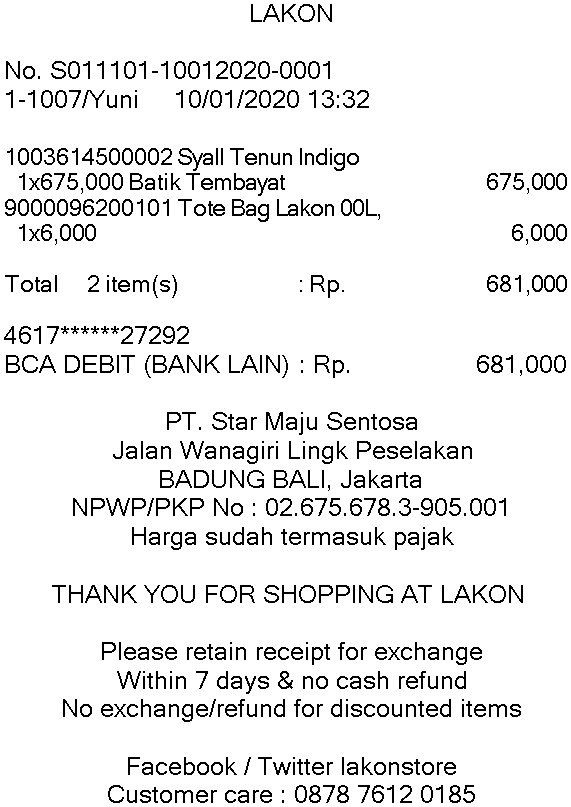 LAKON
No. S011101-10012020-0001
1-1007/Yuni 10/01/2020 13:32
1003614500002 Syall Tenun Indigo
1x675,000 Batik Tembayat 675,000
9000096200101 Tote Bag Lakon 00L,
1x6,000 6,000
Total 2 item(s) : Rp. 681,000
4617******27292
BCA DEBIT (BANK LAIN) : Rp. 681,000
PT. Star Maju Sentosa
Jalan Wanagiri Lingk Peselakan
BADUNG BALI, Jakarta
NPWP/PKP No : 02.675.678.3-905.001
Harga sudah termasuk pajak
THANK YOU FOR SHOPPING AT LAKON
Please retain receipt for exchange
Within 7 days & no cash refund
No exchange/refund for discounted items
Facebook / Twitter lakonstore
Customer care : 0878 7612 0185